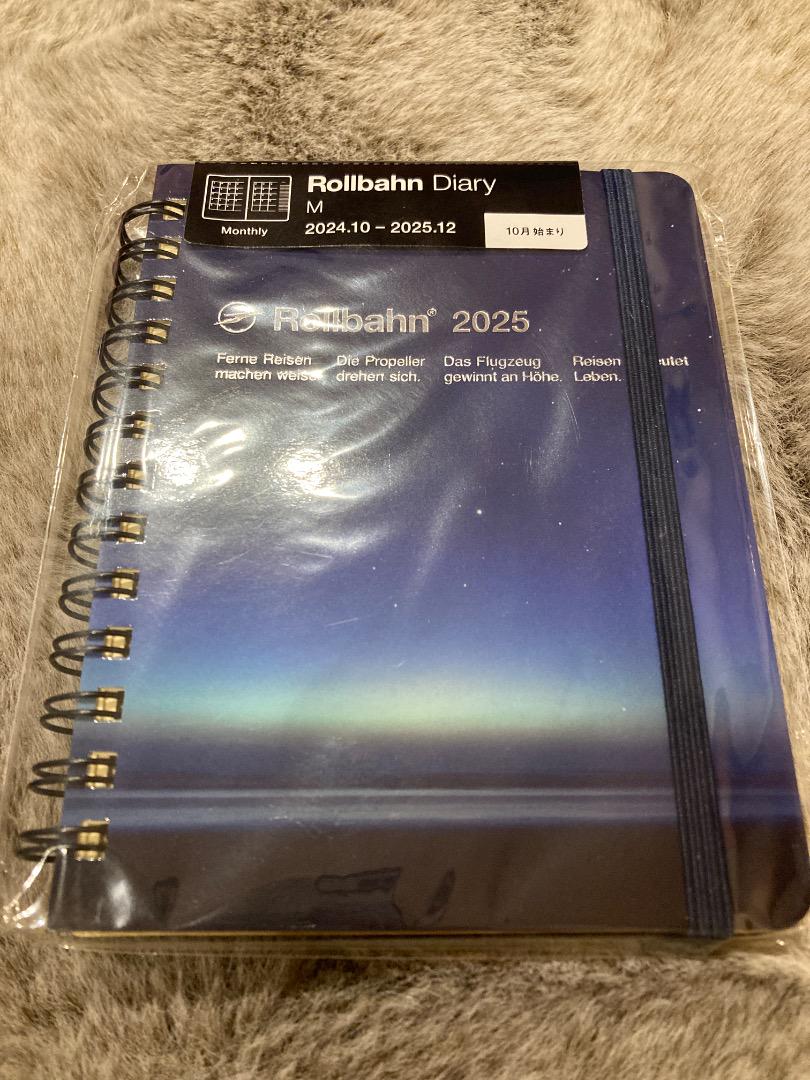 Rollbahn Diary
M
2024.10 – 2025.12
Monthly
10月始まり
Rollbahn® 2025
Ferne Reisen
machen weise.
Die Propeller
drehen sich.
Das Flugzeug
gewinnt an Höhe.
Reisen
Leben.